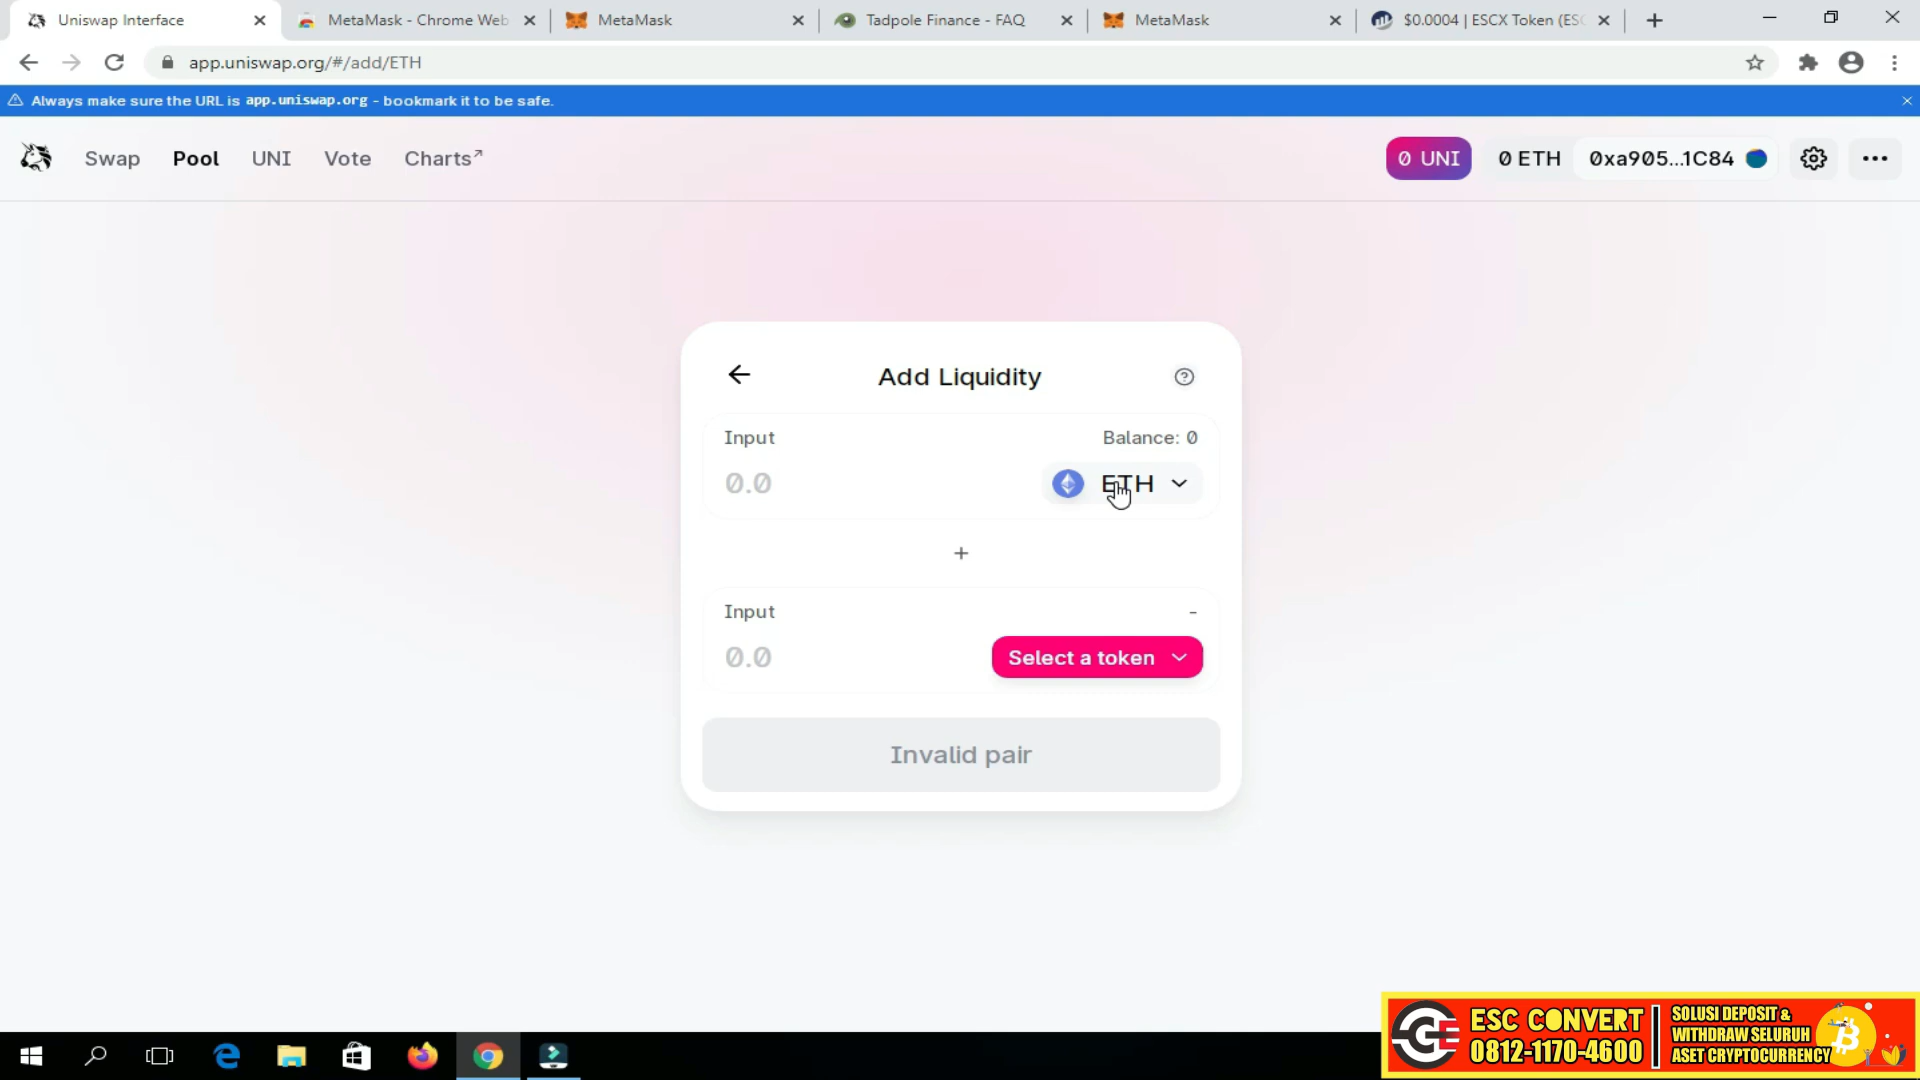 Uniswap Interface
MetaMask - Chrome Web
MetaMask
Tadpole Finance - FAQ
MetaMask
$0.0004 | ESCX Token (ESC
app.uniswap.org/#/add/ETH
Always make sure the URL is app.uniswap.org - bookmark it to be safe.
Swap
Pool
UNI
Vote
Charts↗
0 UNI
0 ETH
0xa905...1C84
Add Liquidity
Input
Balance: 0
0.0
ETH
+
Input
-
0.0
Select a token
Invalid pair
ESC CONVERT
0812-1170-4600
SOLUSI DEPOSIT &
WITHDRAW SELURUH
ASET CRYPTOCURRENCY